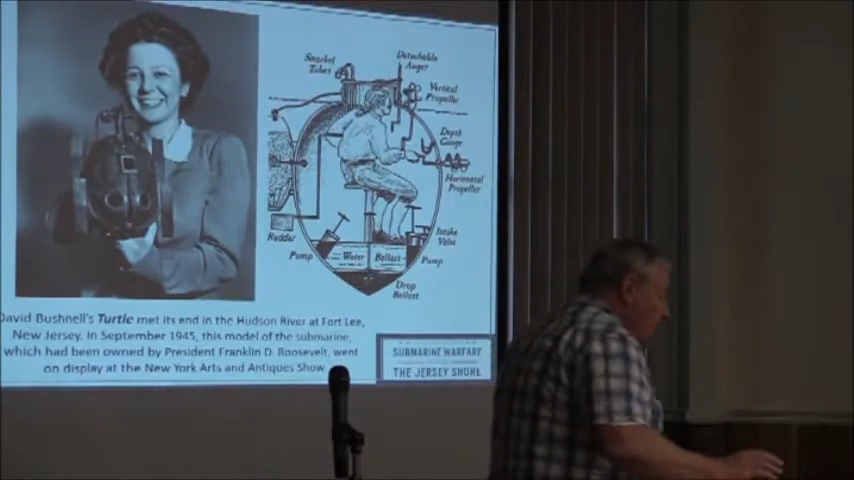 Snorkel
Tubes
Detachable
Auger
Vertical
Propeller
Depth
Gauge
Horizontal
Propeller
Rudder
Intake
Valve
Pump
Water
Ballast
Pump
Drop
Ballast
David Bushnell's Turtle met its end in the Hudson River at Fort Lee,
New Jersey. In September 1945, this model of the submarine,
which had been owned by President Franklin D. Roosevelt, went
on display at the New York Arts and Antiques Show.
SUBMARINE WARFARE
THE JERSEY SHORE